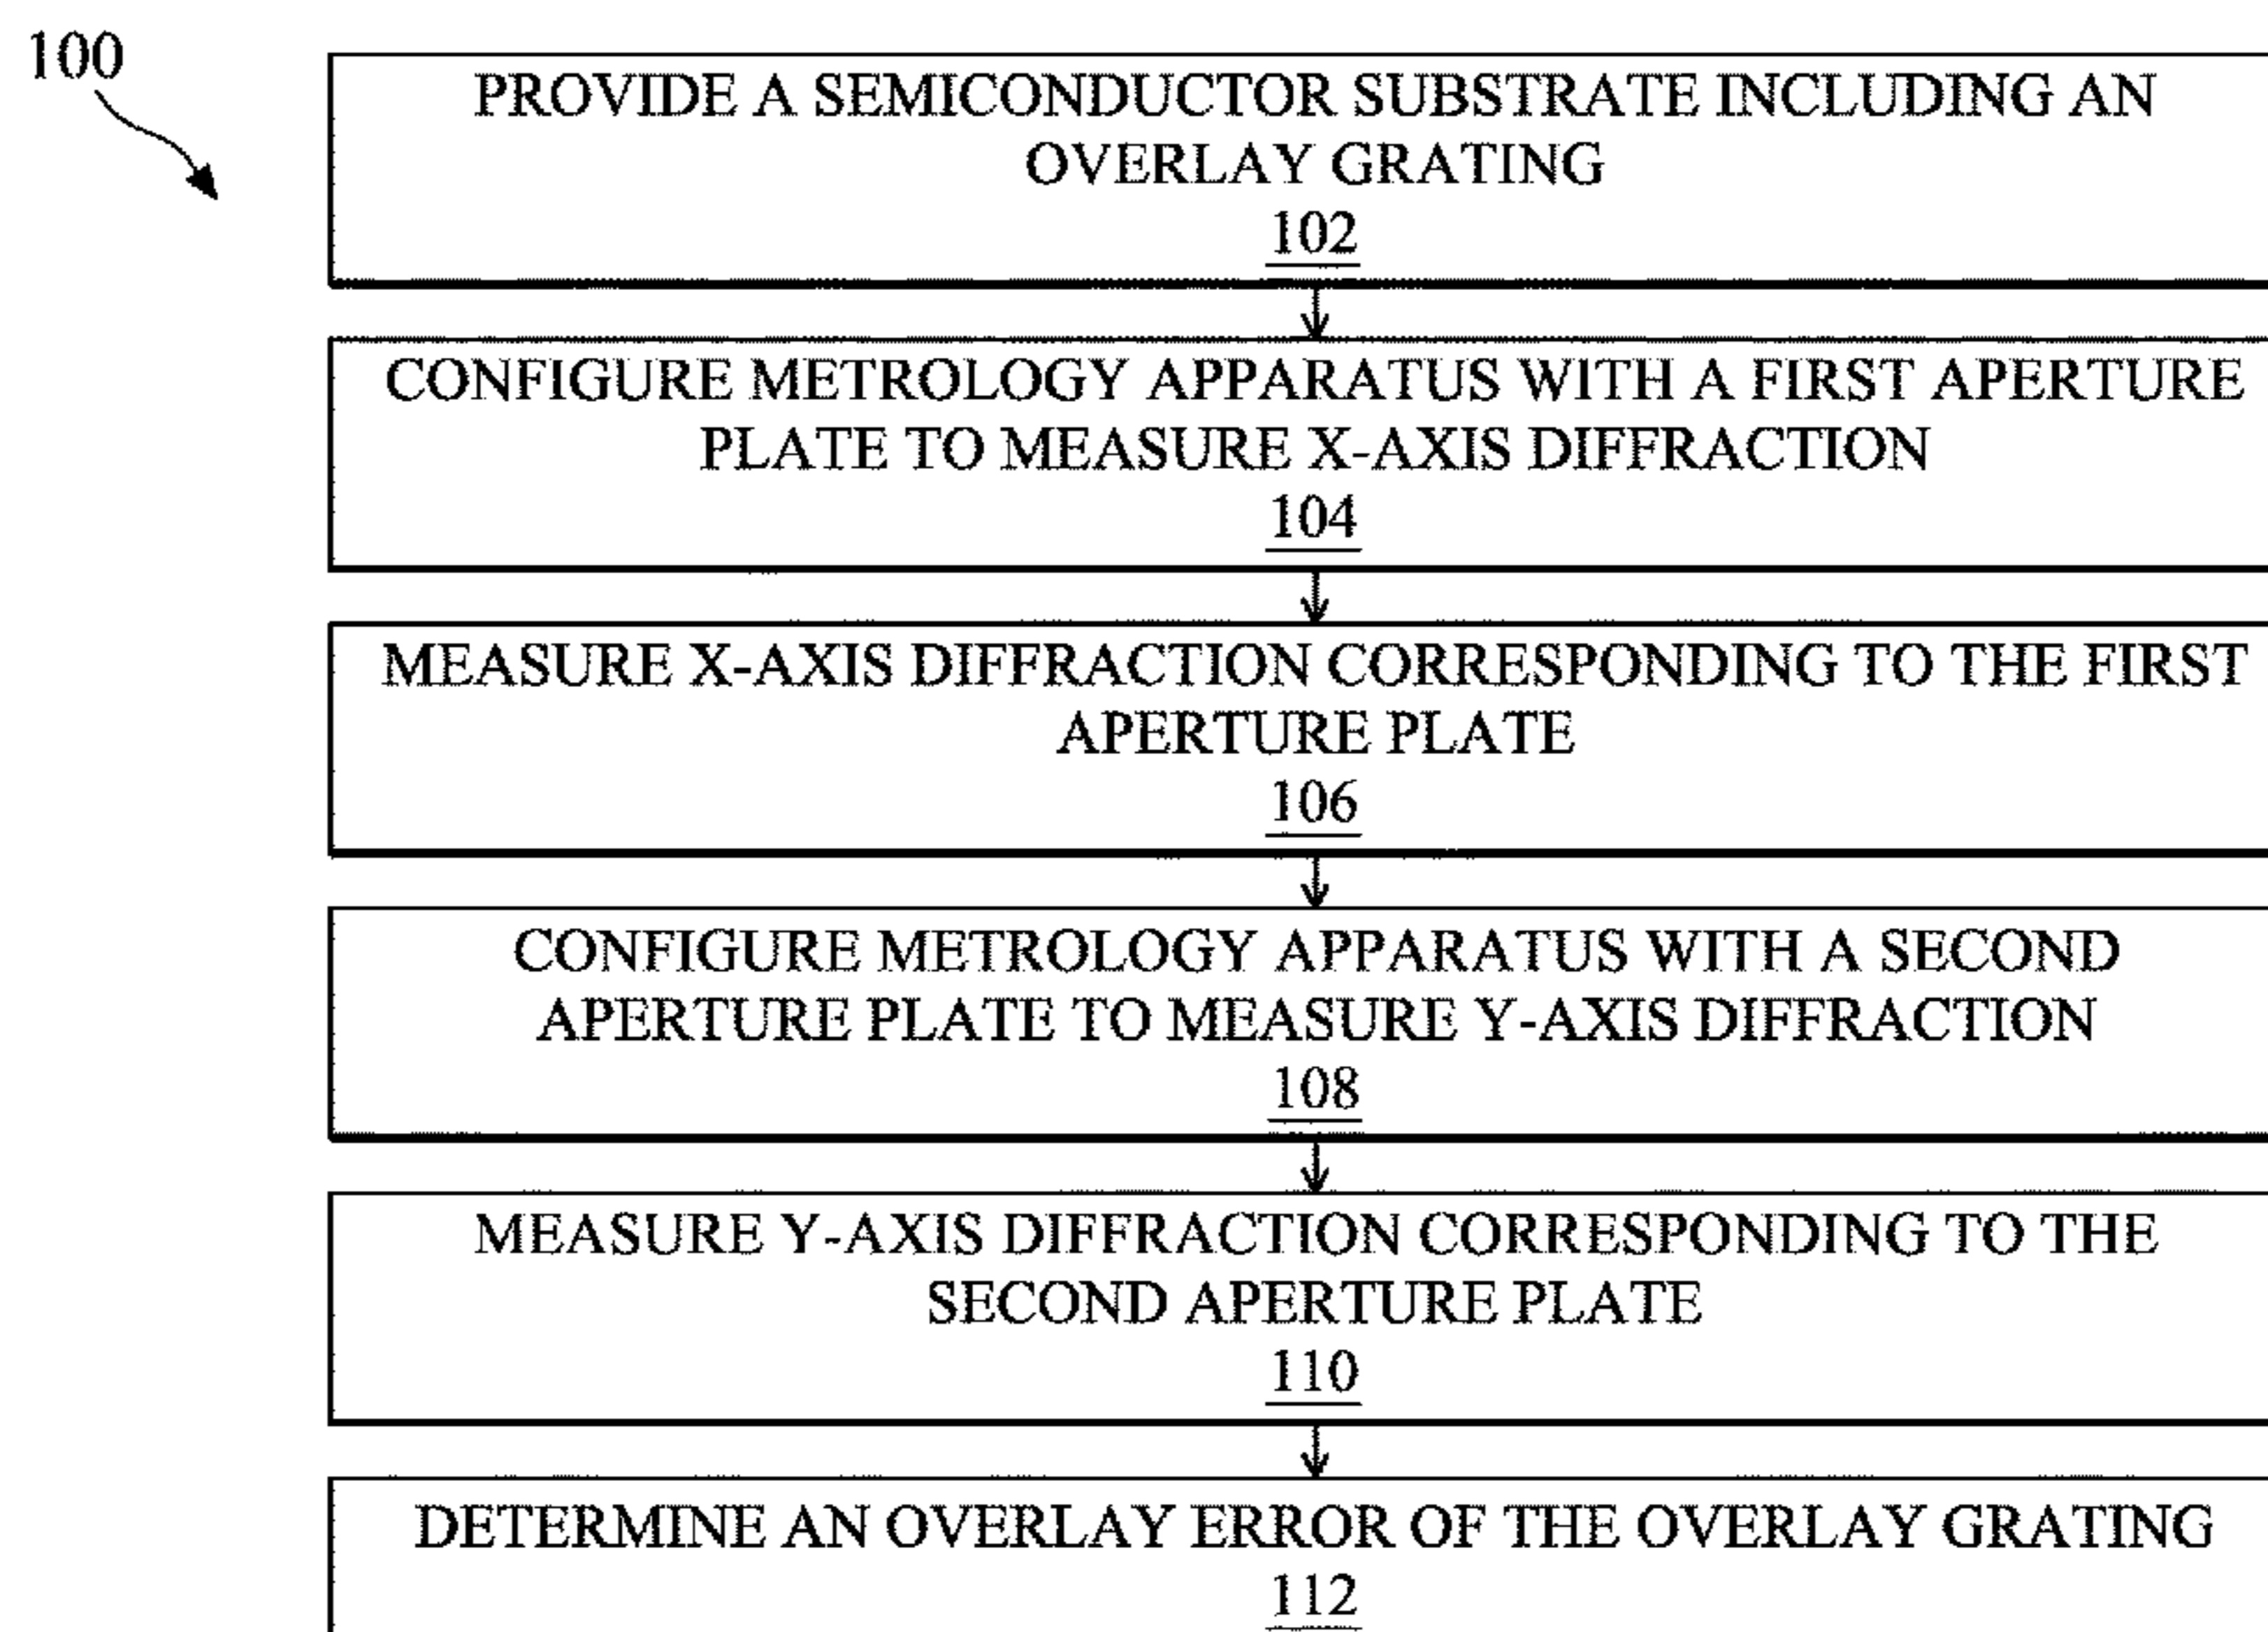 100
PROVIDE A SEMICONDUCTOR SUBSTRATE INCLUDING AN
OVERLAY GRATING
102
CONFIGURE METROLOGY APPARATUS WITH A FIRST APERTURE
PLATE TO MEASURE X-AXIS DIFFRACTION
104
MEASURE X-AXIS DIFFRACTION CORRESPONDING TO THE FIRST
APERTURE PLATE
106
CONFIGURE METROLOGY APPARATUS WITH A SECOND
APERTURE PLATE TO MEASURE Y-AXIS DIFFRACTION
108
MEASURE Y-AXIS DIFFRACTION CORRESPONDING TO THE
SECOND APERTURE PLATE
110
DETERMINE AN OVERLAY ERROR OF THE OVERLAY GRATING
112